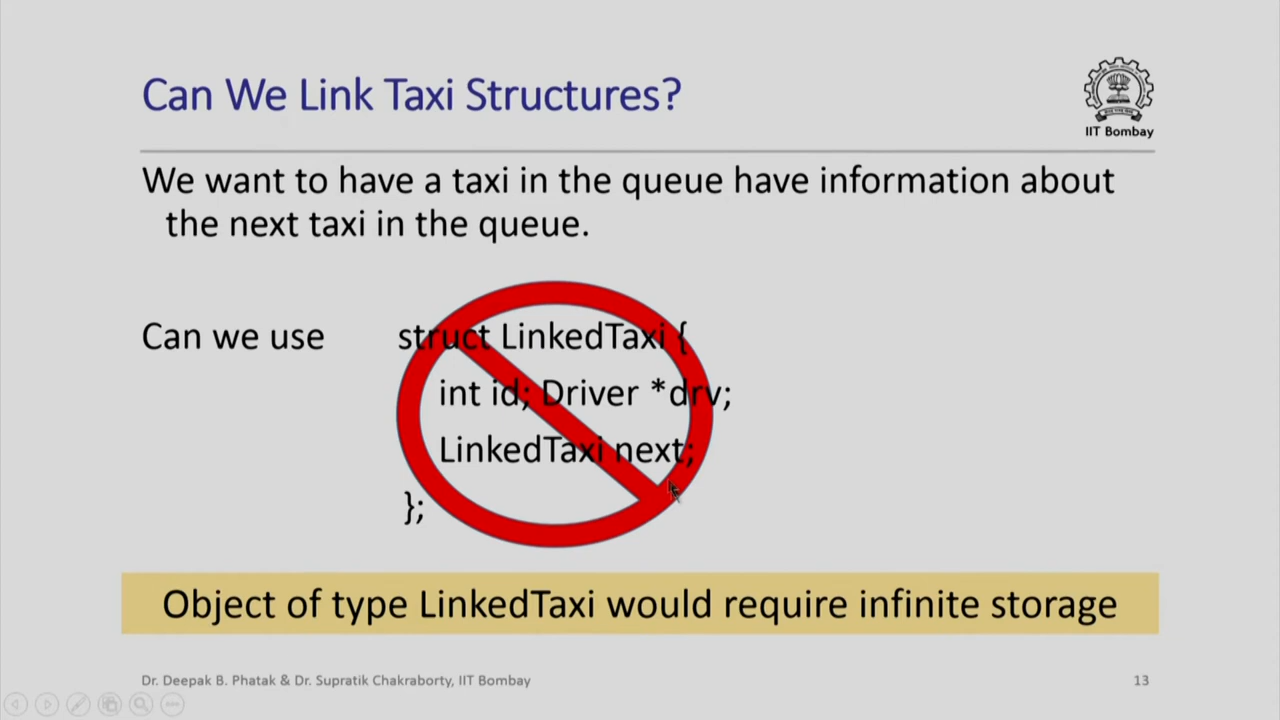 Can We Link Taxi Structures?
IIT Bombay
We want to have a taxi in the queue have information about
the next taxi in the queue.
Can we use struct LinkedTaxi {
int id; Driver *drv;
LinkedTaxi next;
};
Object of type LinkedTaxi would require infinite storage
Dr. Deepak B. Phatak & Dr. Supratik Chakraborty, IIT Bombay 13